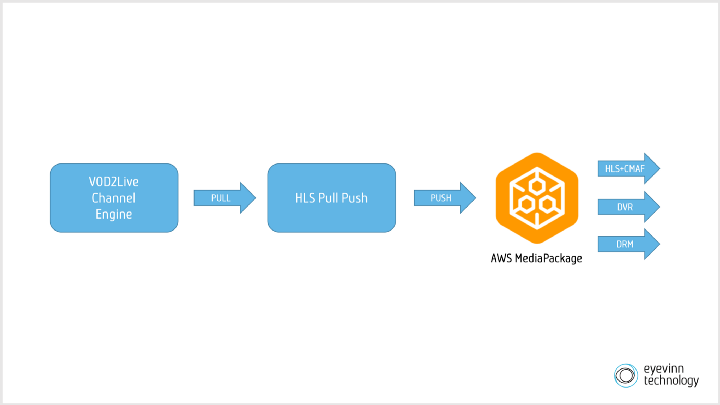 VOD2Live
Channel
Engine
PULL
HLS Pull Push
PUSH
AWS MediaPackage
HLS+CMAF
DVR
DRM
eyevinn
technology